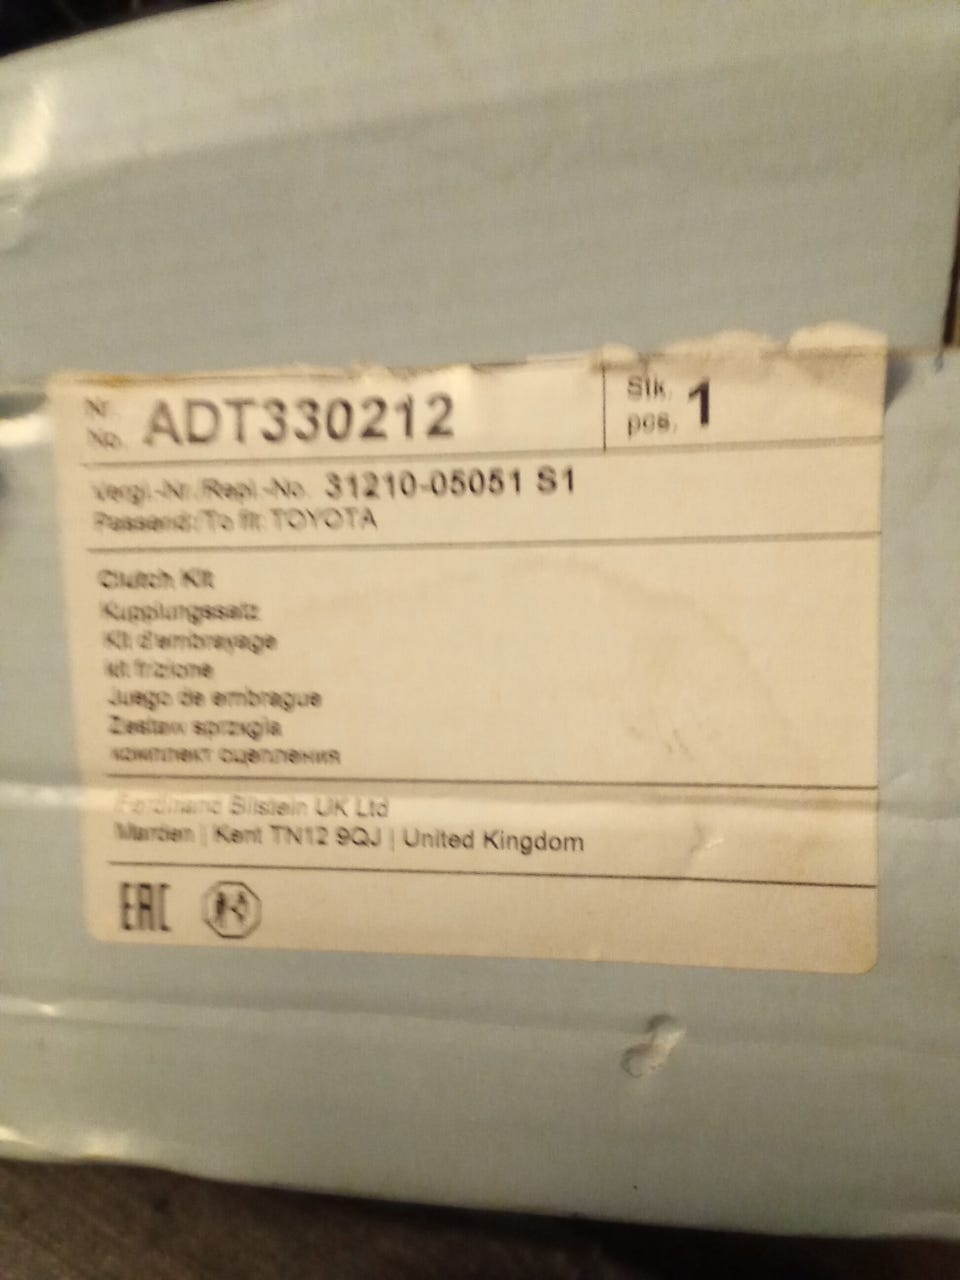 Nr. No. ADT330212
Stk. pcs. 1
Vergl.-Nr./Repl.-No. 31210-05051 S1
Passend:/To fit: TOYOTA
Clutch Kit
Kupplungssatz
Kit d'embrayage
kit frizione
Juego de embrague
Zestaw sprzęgła
комплект сцепления
Ferdinand Bilstein UK Ltd
Marden | Kent TN12 9QJ | United Kingdom
EAC